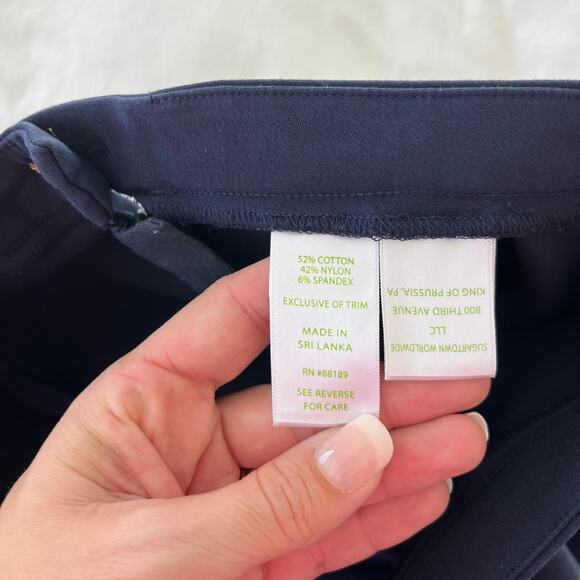 52% COTTON
42% NYLON
6% SPANDEX
EXCLUSIVE OF TRIM
MADE IN
SRI LANKA
RN #88189
SEE REVERSE
FOR CARE
SUGARTOWN WORLDWIDE
LLC
800 THIRD AVENUE
KING OF PRUSSIA, PA